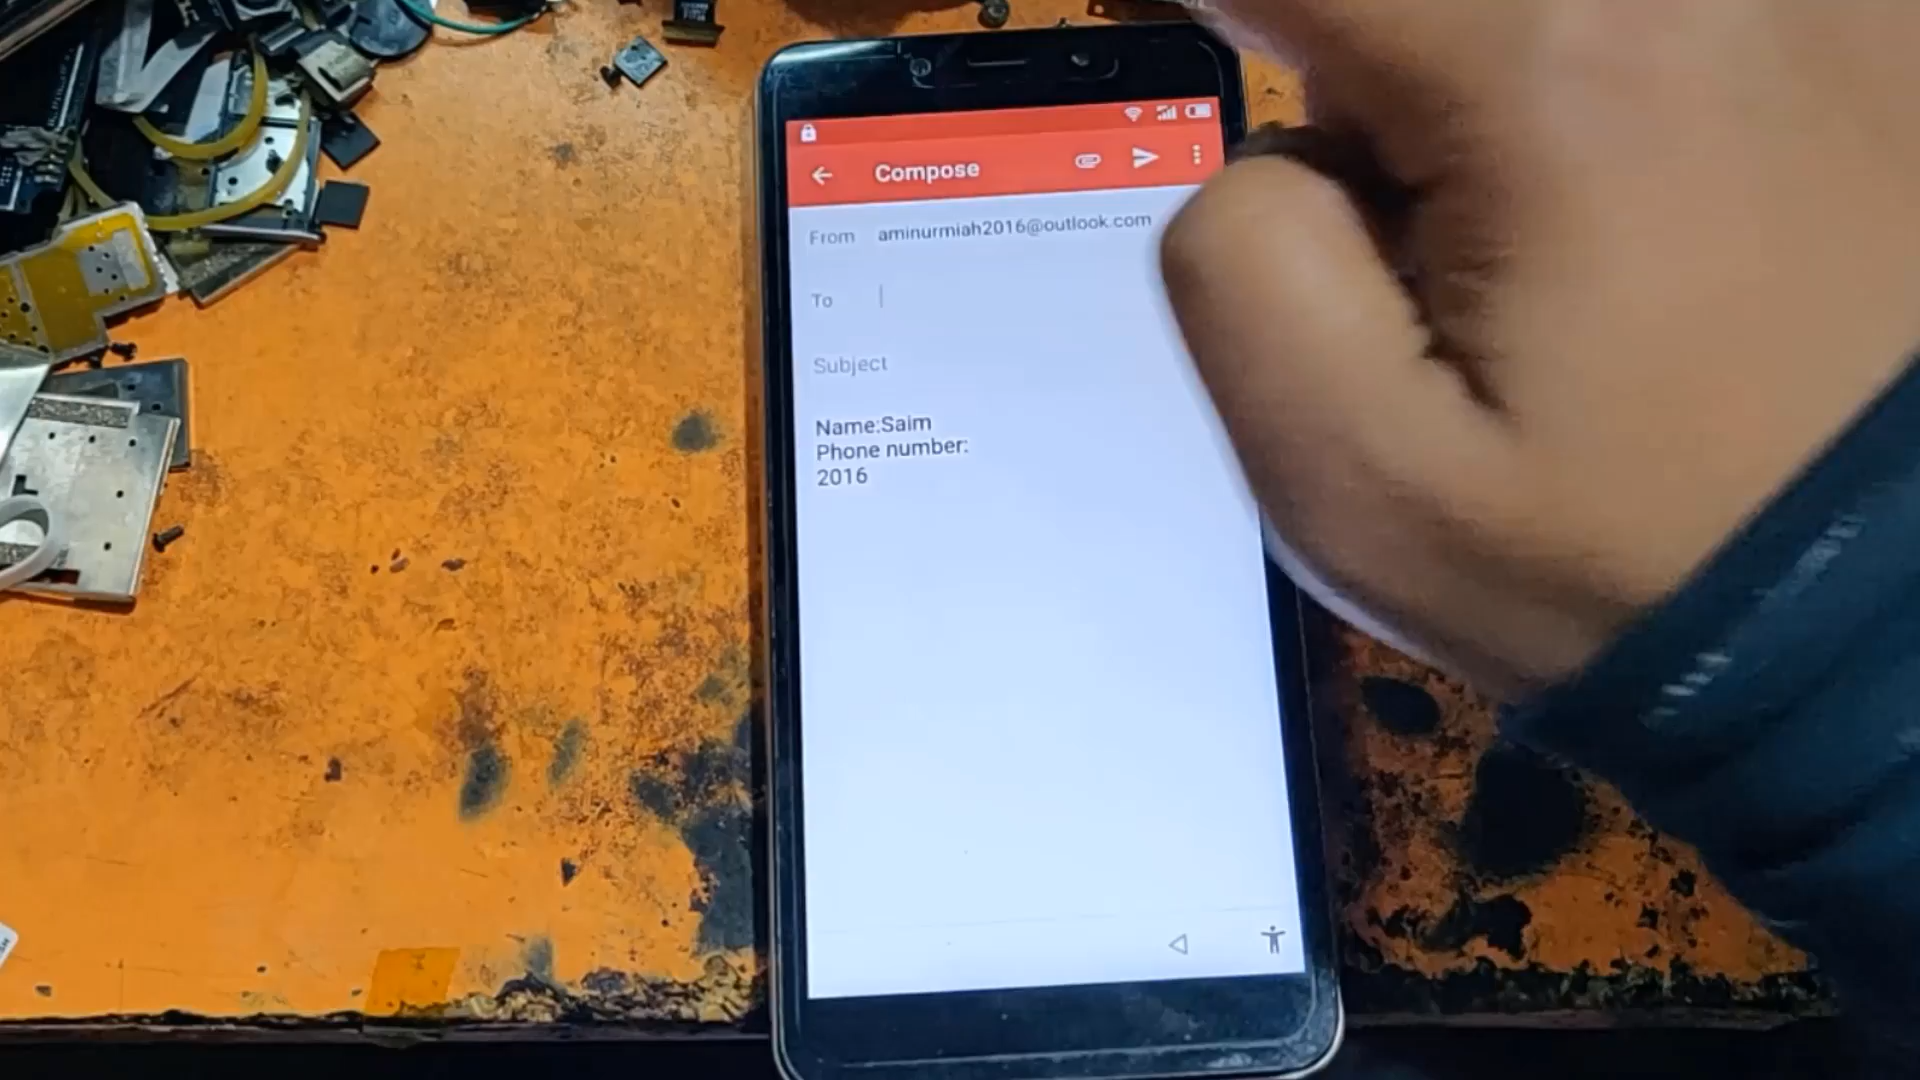 Compose
From aminurmiah2016@outlook.com
To
Subject
Name:Saim
Phone number:
2016